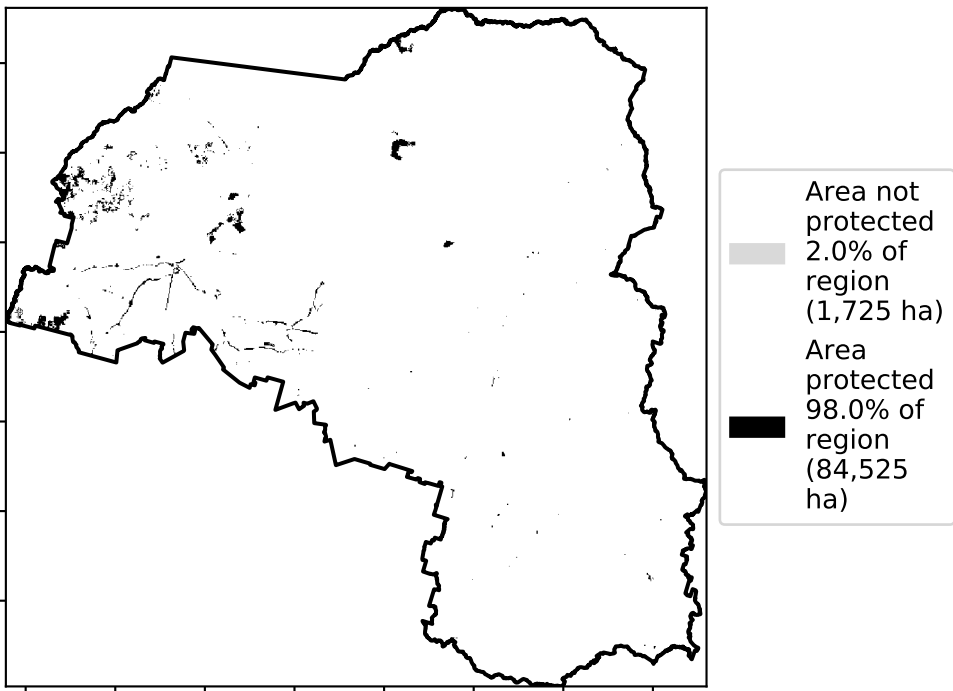 Area not
protected
2.0% of
region
(1,725 ha)
Area
protected
98.0% of
region
(84,525
ha)